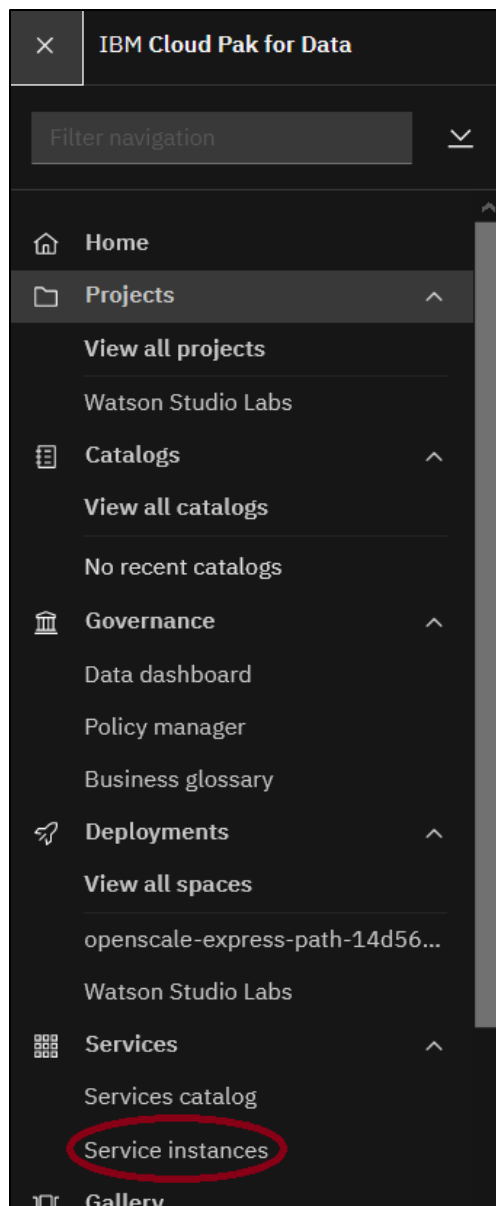 IBM Cloud Pak for Data
Filter navigation
Home
Projects
View all projects
Watson Studio Labs
Catalogs
View all catalogs
No recent catalogs
Governance
Data dashboard
Policy manager
Business glossary
Deployments
View all spaces
openscale-express-path-14d56...
Watson Studio Labs
Services
Services catalog
Service instances
Gallery